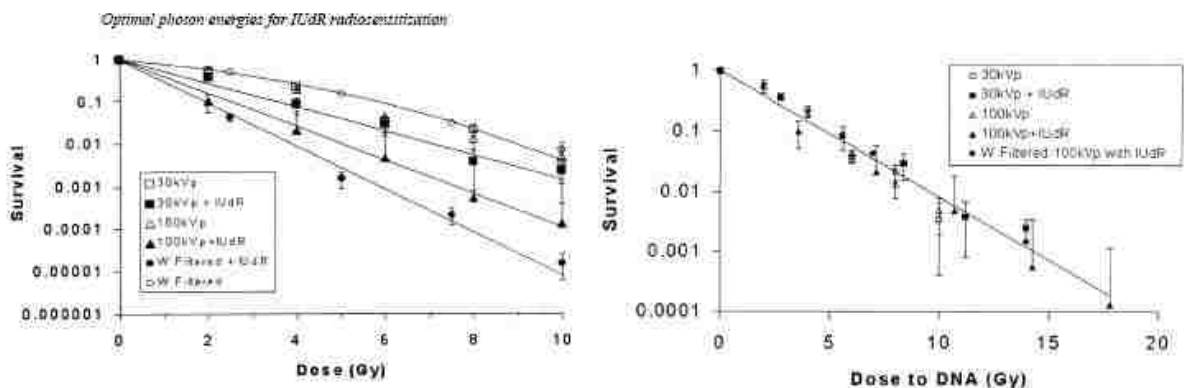 Optimal photon energies for IUdR radiosensitization
1
0.1
0.01
0.001
0.0001
0.00001
0.000001
Survival
30kVp
30kVp + IUdR
100kVp
100kVp+IUdR
W Filtered + IUdR
W Filtered
0 2 4 6 8 10
Dose (Gy)
1
0.1
0.01
0.001
0.0001
Survival
30kVp
30kVp + IUdR
100kVp
100kVp+IUdR
W Filtered 100kVp with IUdR
0 5 10 15 20
Dose to DNA (Gy)